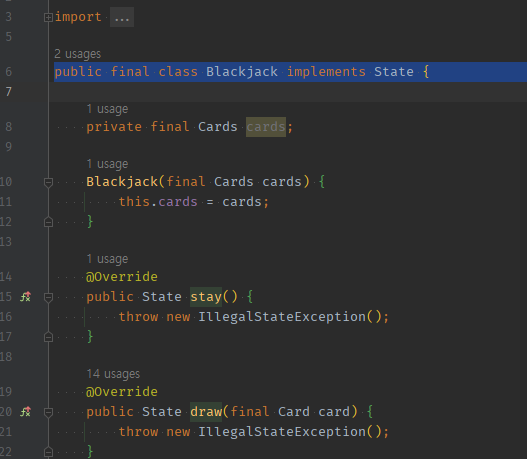 3 import ...
5
2 usages
6 public final class Blackjack implements State {
7
1 usage
8 private final Cards cards;
9
1 usage
10 Blackjack(final Cards cards) {
11 this.cards = cards;
12 }
13
1 usage
14 @Override
15 public State stay() {
16 throw new IllegalStateException();
17 }
18
14 usages
19 @Override
20 public State draw(final Card card) {
21 throw new IllegalStateException();
22 }